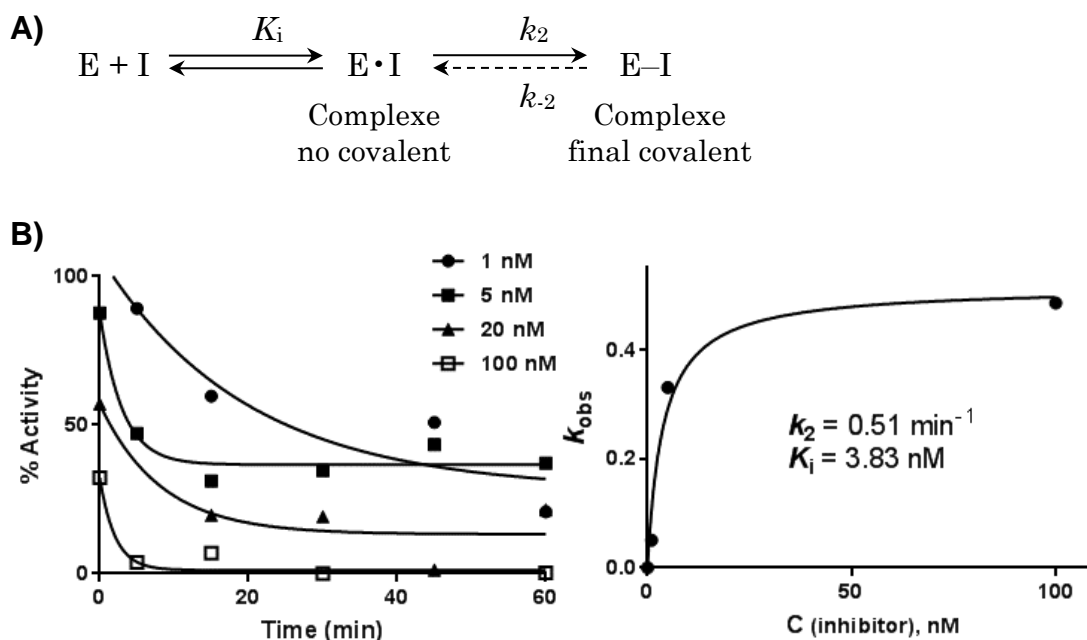 A)
Kᵢ k₂
E + I E • I E–I
k₋₂
Complexe Complexe
no covalent final covalent
B)
1 nM
5 nM
20 nM
100 nM
100
50
0
% Activity
0 20 40 60
Time (min)
0.4
0.2
0.0
k_obs
k₂ = 0.51 min⁻¹
Kᵢ = 3.83 nM
0 50 100
C (inhibitor), nM